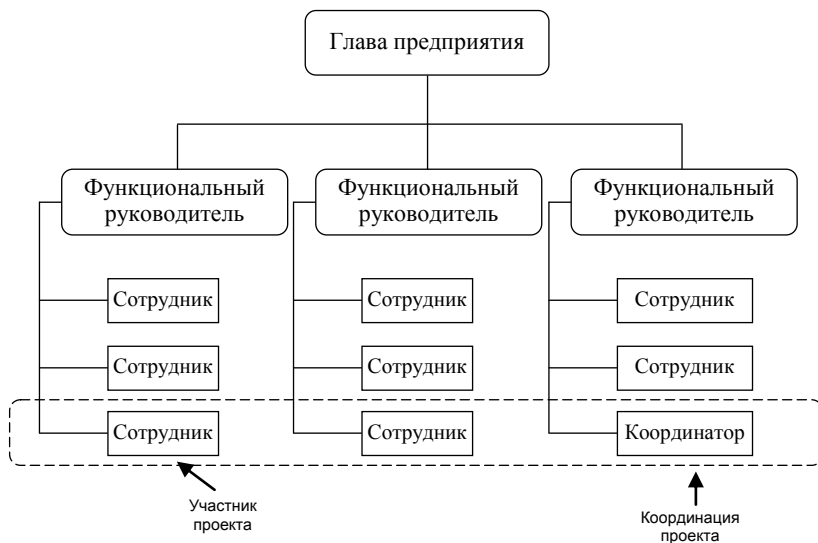 Глава предприятия
Функциональный
руководитель
Функциональный
руководитель
Функциональный
руководитель
Сотрудник
Сотрудник
Сотрудник
Сотрудник
Сотрудник
Сотрудник
Сотрудник
Сотрудник
Координатор
Участник
проекта
Координация
проекта